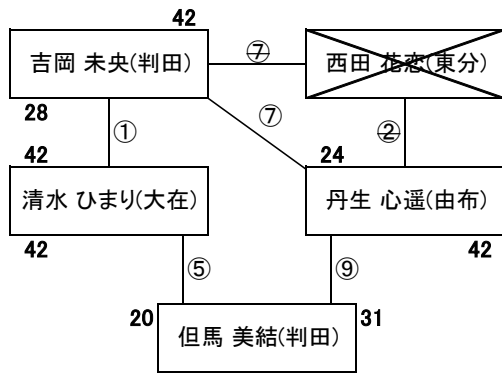 42
吉岡 未央(判田)
⑦
西田 花恋(東分)
28
①
⑦
②
42
24
清水 ひまり(大在)
丹生 心遥(由布)
42
⑤
⑨
42
20
但馬 美結(判田)
31